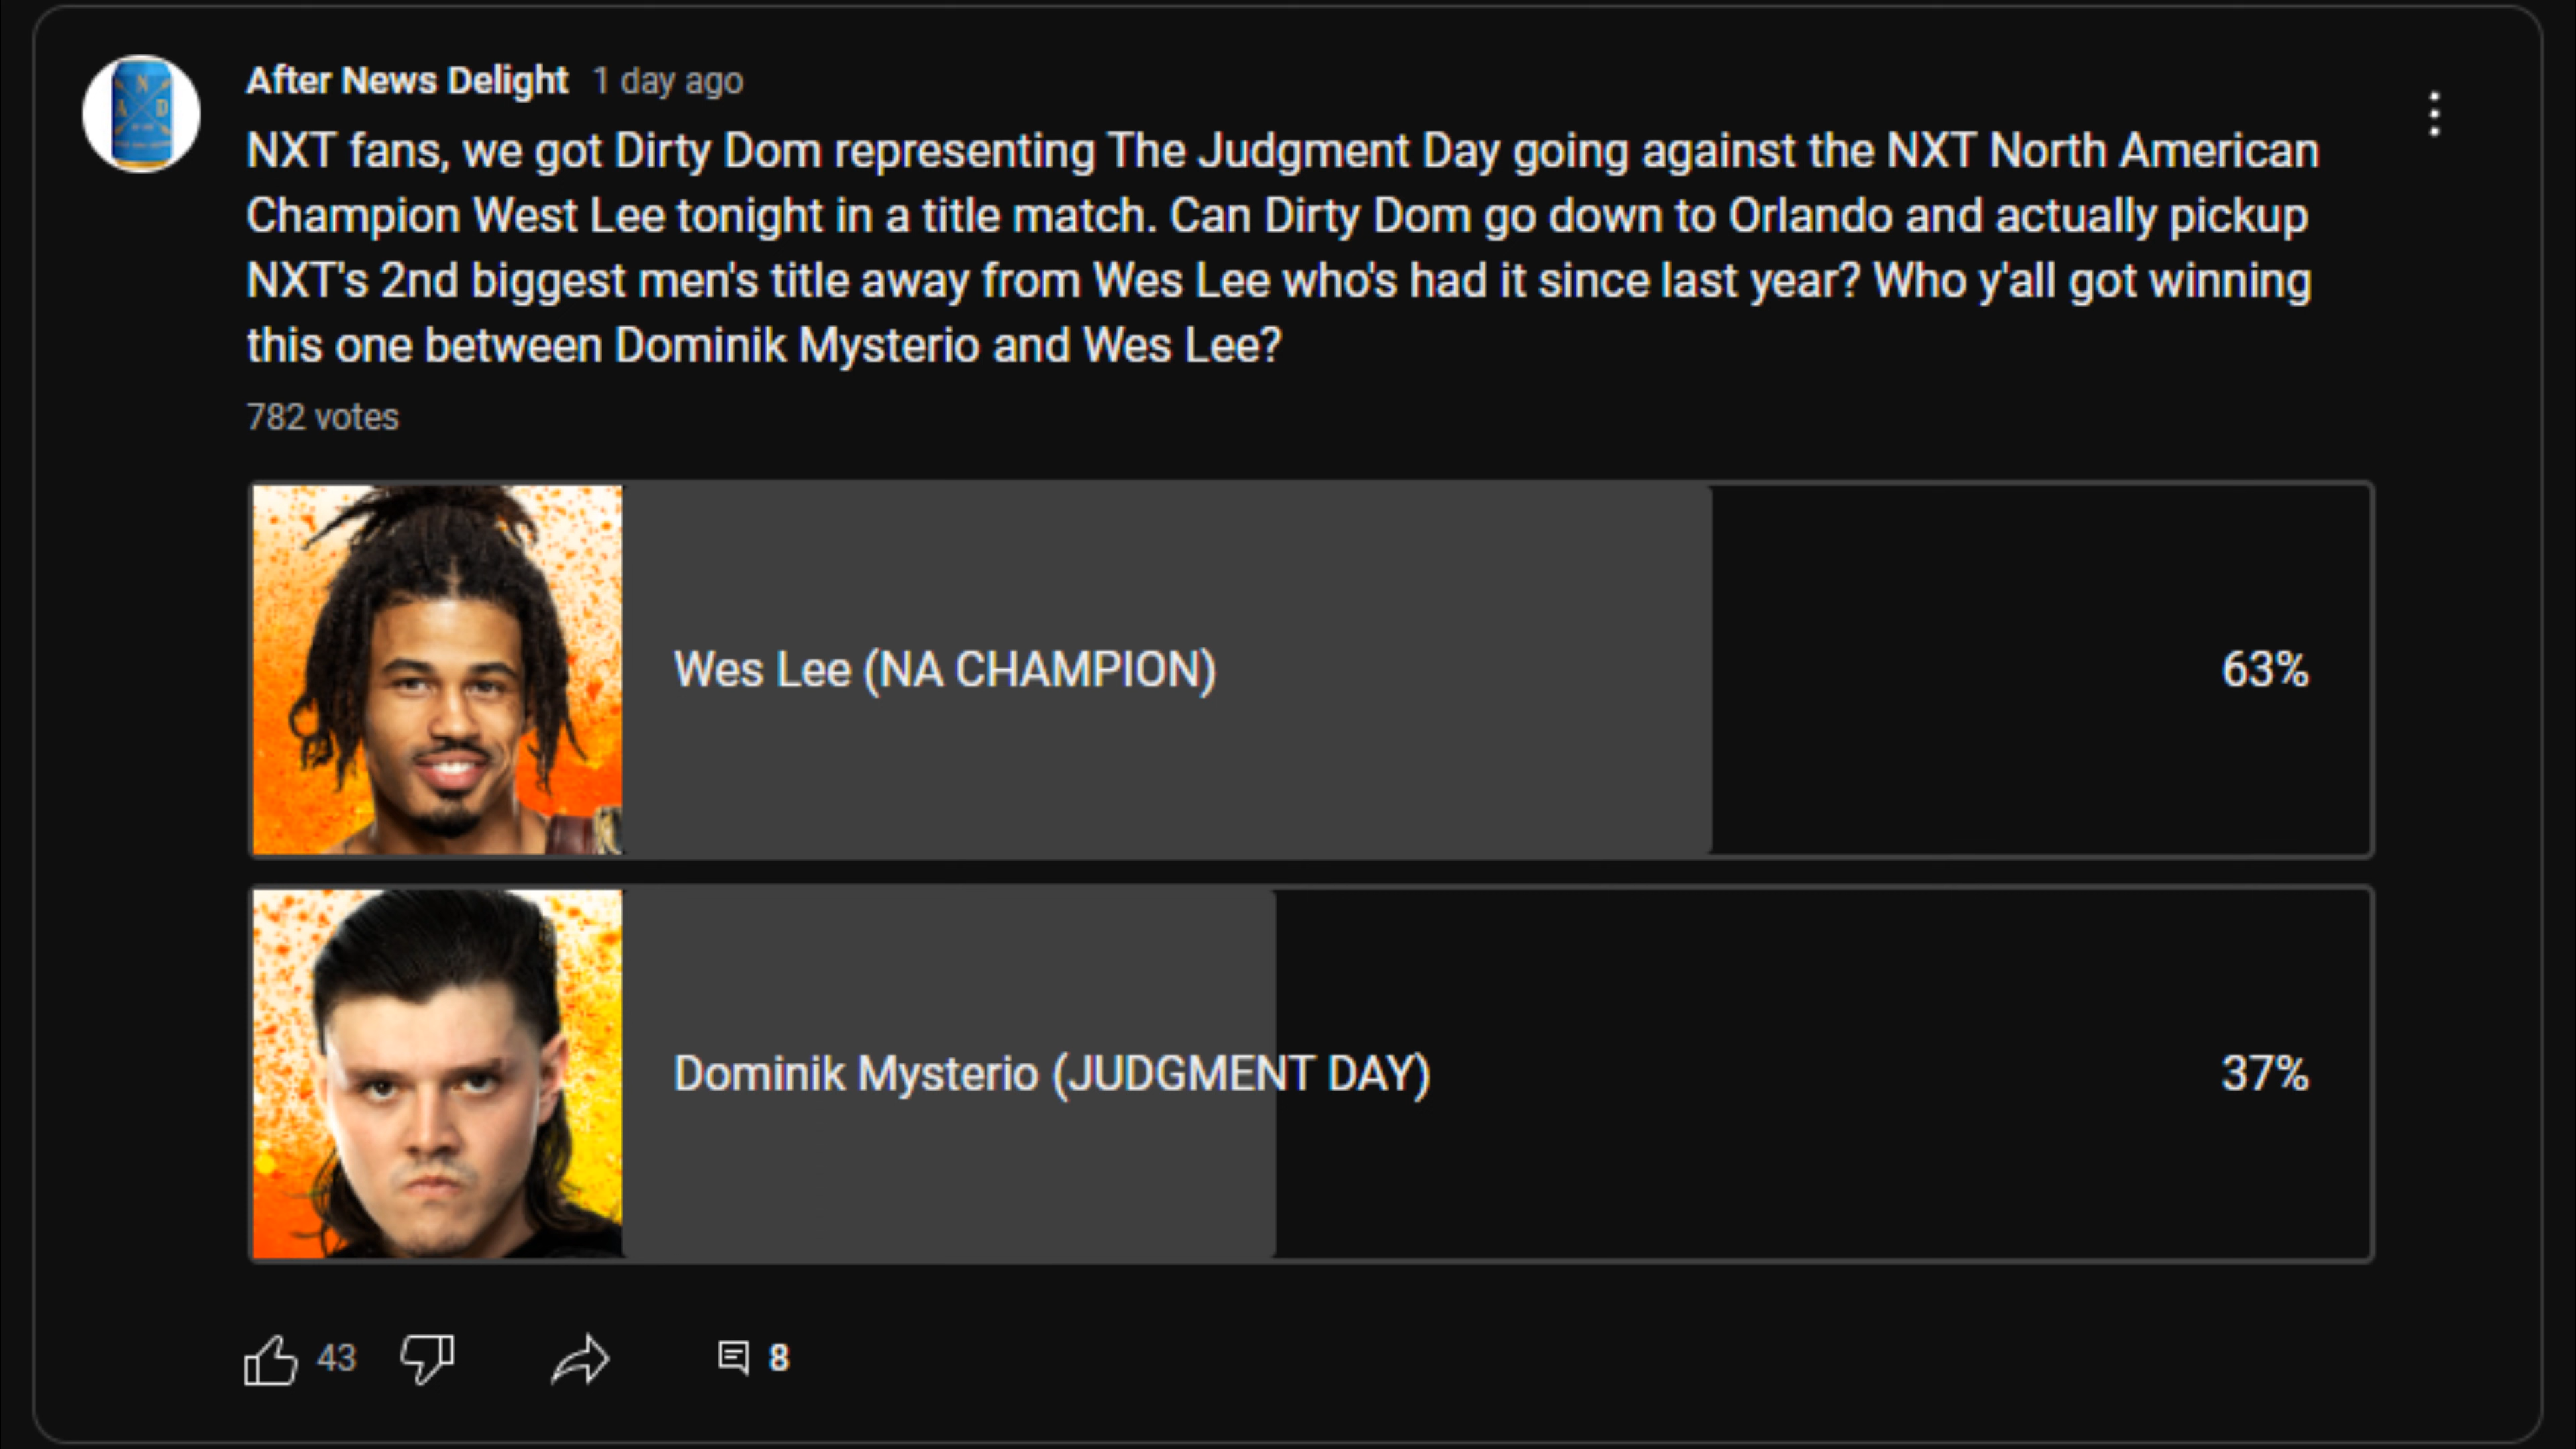 After News Delight 1 day ago
NXT fans, we got Dirty Dom representing The Judgment Day going against the NXT North American
Champion West Lee tonight in a title match. Can Dirty Dom go down to Orlando and actually pickup
NXT's 2nd biggest men's title away from Wes Lee who's had it since last year? Who y'all got winning
this one between Dominik Mysterio and Wes Lee?
782 votes
Wes Lee (NA CHAMPION) 63%
Dominik Mysterio (JUDGMENT DAY) 37%
43 8
N
A D